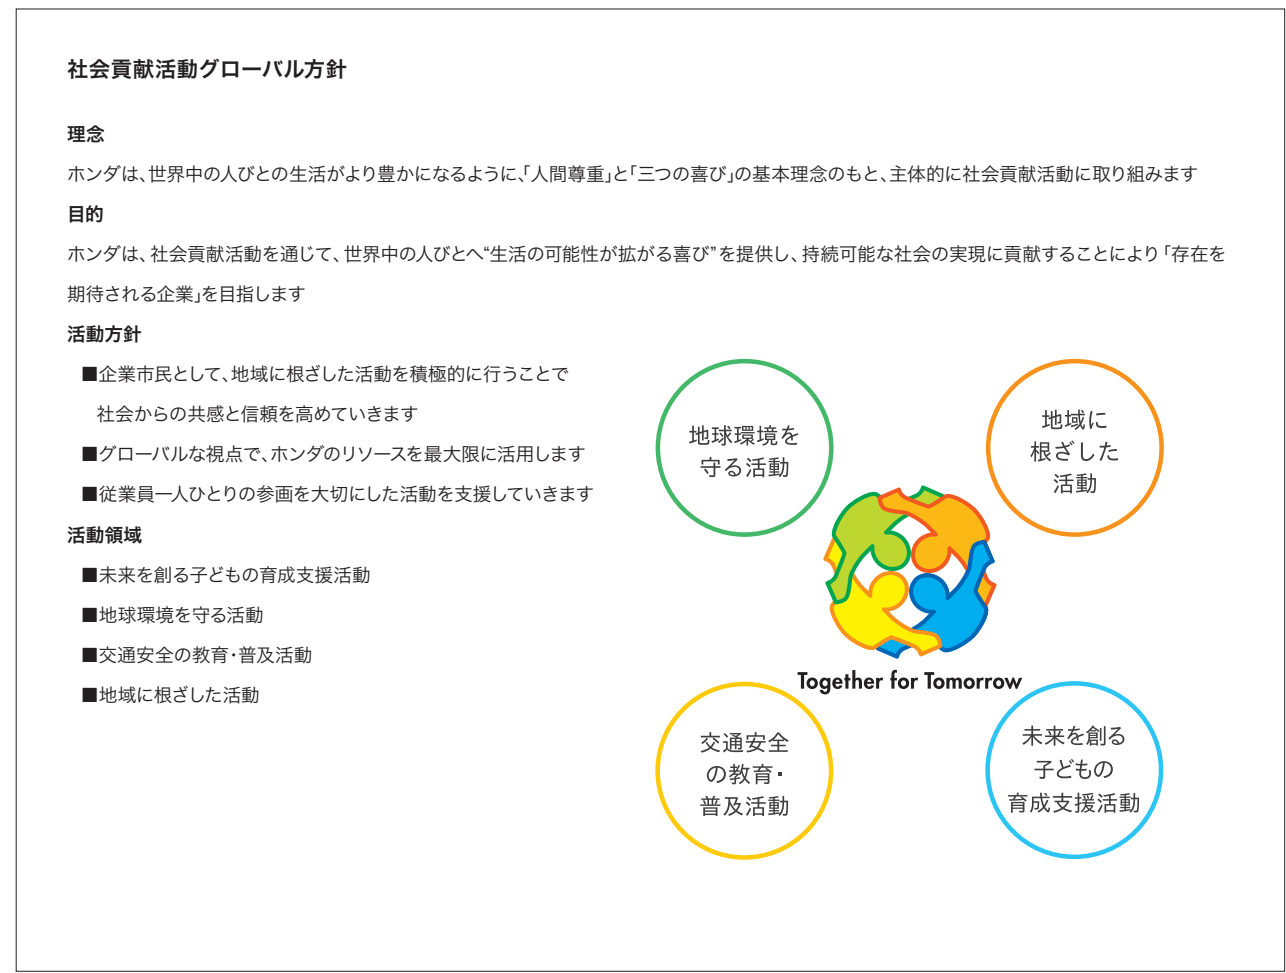 社会貢献活動グローバル方針
理念
ホンダは、世界中の人びとの生活がより豊かになるように、「人間尊重」と「三つの喜び」の基本理念のもと、主体的に社会貢献活動に取り組みます
目的
ホンダは、社会貢献活動を通じて、世界中の人びとへ“生活の可能性が拡がる喜び”を提供し、持続可能な社会の実現に貢献することにより「存在を
期待される企業」を目指します
活動方針
■企業市民として、地域に根ざした活動を積極的に行うことで
社会からの共感と信頼を高めていきます
■グローバルな視点で、ホンダのリソースを最大限に活用します
■従業員一人ひとりの参画を大切にした活動を支援していきます
活動領域
■未来を創る子どもの育成支援活動
■地球環境を守る活動
■交通安全の教育・普及活動
■地域に根ざした活動
地球環境を
守る活動
地域に
根ざした
活動
Together for Tomorrow
交通安全
の教育・
普及活動
未来を創る
子どもの
育成支援活動